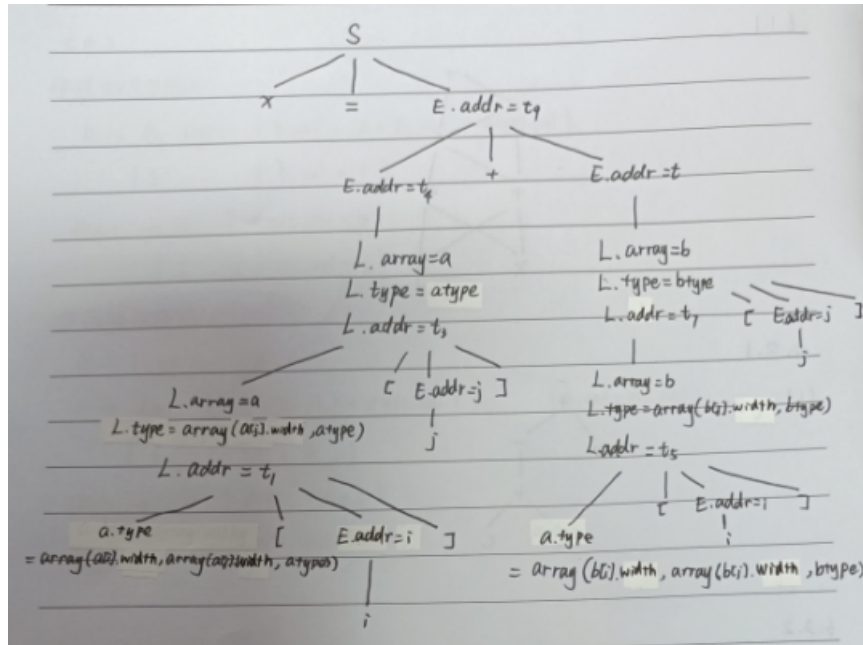 S
x = E.addr=t9
E.addr=t4 + E.addr=t
L.array=a L.array=b
L.type=atype L.type=btype
L.addr=t3 L.addr=t7 [ E.addr=j ]
j
[ E.addr=j ] L.array=b
L.array=a L.type=array(b[i].width,btype)
L.type=array(a[i].width,atype) j
L.addr=t1 L.addr=t5
[ E.addr=i ]
a.type [ E.addr=i ] a.type i
=array(a[i].width,array(a[i].width,atype)) =array(b[i].width,array(b[i].width,btype)
i